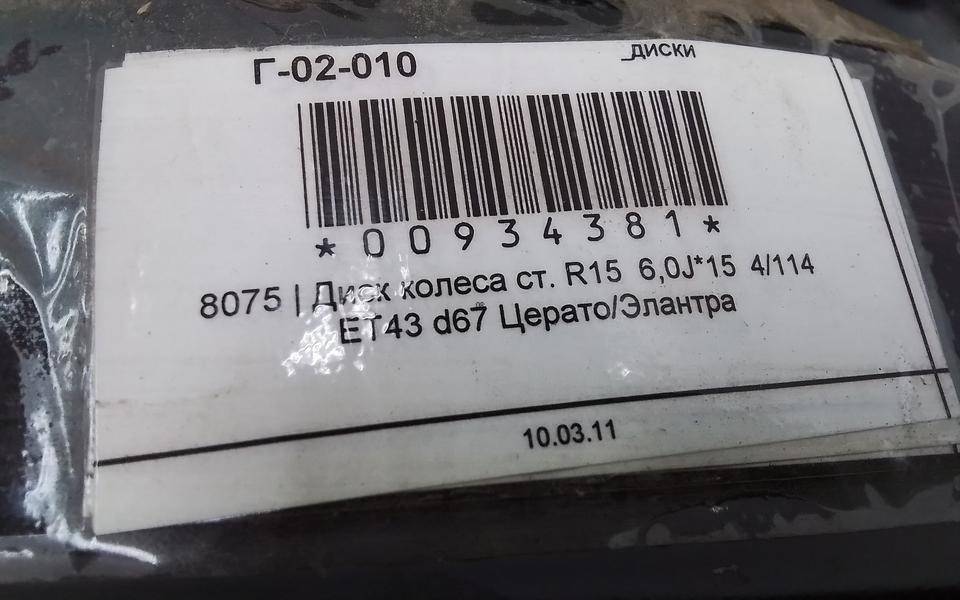 Г-02-010
_ДИСКИ
*00934381*
8075 | Диск колеса ст. R15 6,0J*15 4/114
ET43 d67 Церато/Элантра
10.03.11